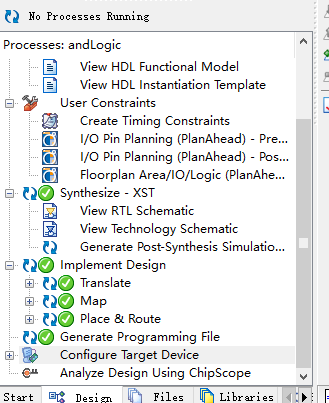 No Processes Running
Processes: andLogic
View HDL Functional Model
View HDL Instantiation Template
User Constraints
Create Timing Constraints
I/O Pin Planning (PlanAhead) - Pre...
I/O Pin Planning (PlanAhead) - Pos...
Floorplan Area/IO/Logic (PlanAhe...
Synthesize - XST
View RTL Schematic
View Technology Schematic
Generate Post-Synthesis Simulatio...
Implement Design
Translate
Map
Place & Route
Generate Programming File
Configure Target Device
Analyze Design Using ChipScope
Start Design Files Libraries